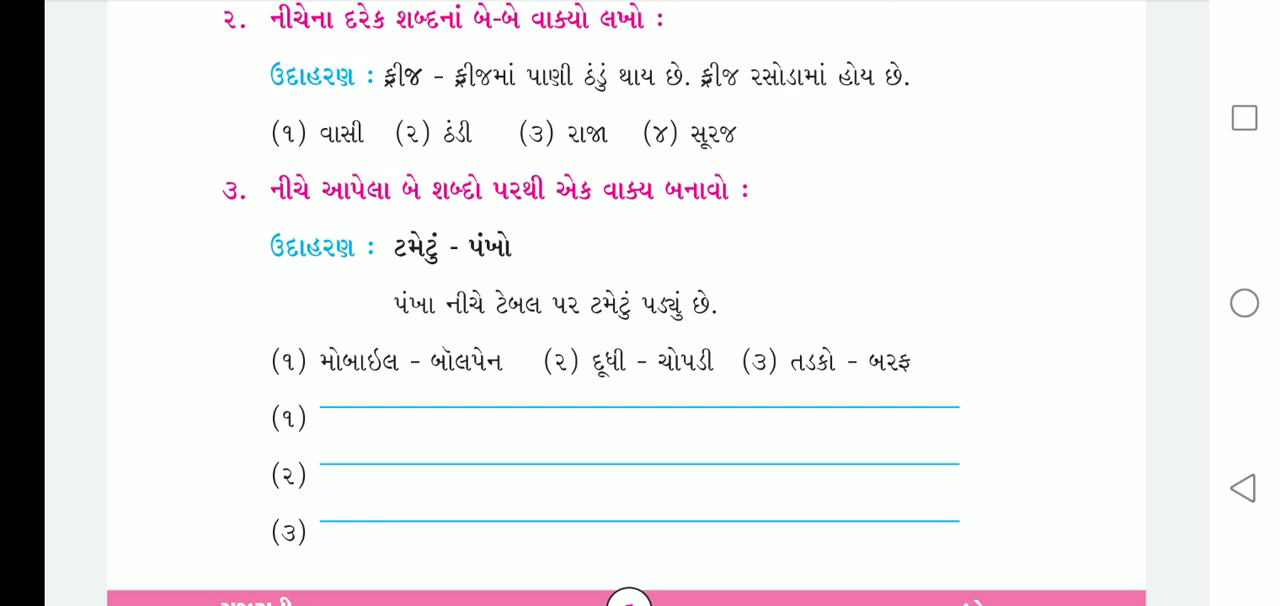 ૨. નીચેના દરેક શબ્દનાં બે-બે વાક્યો લખો :
ઉદાહરણ : ફ્રીજ - ફ્રીજમાં પાણી ઠંડું થાય છે. ફ્રીજ રસોડામાં હોય છે.
(૧) વાસી (૨) ઠંડી (૩) રાજા (૪) સૂરજ
૩. નીચે આપેલા બે શબ્દો પરથી એક વાક્ય બનાવો :
ઉદાહરણ : ટમેટું - પંખો
પંખા નીચે ટેબલ પર ટમેટું પડ્યું છે.
(૧) મોબાઇલ - બૉલપેન (૨) દૂધી - ચોપડી (૩) તડકો - બરફ
(૧)
(૨)
(૩)